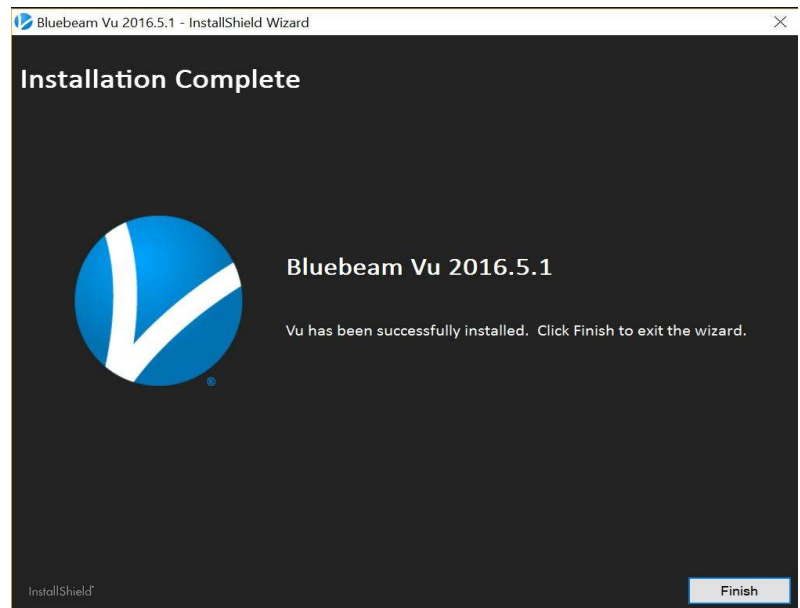 Bluebeam Vu 2016.5.1 - InstallShield Wizard
Installation Complete
Bluebeam Vu 2016.5.1
Vu has been successfully installed.  Click Finish to exit the wizard.
®
InstallShield
Finish